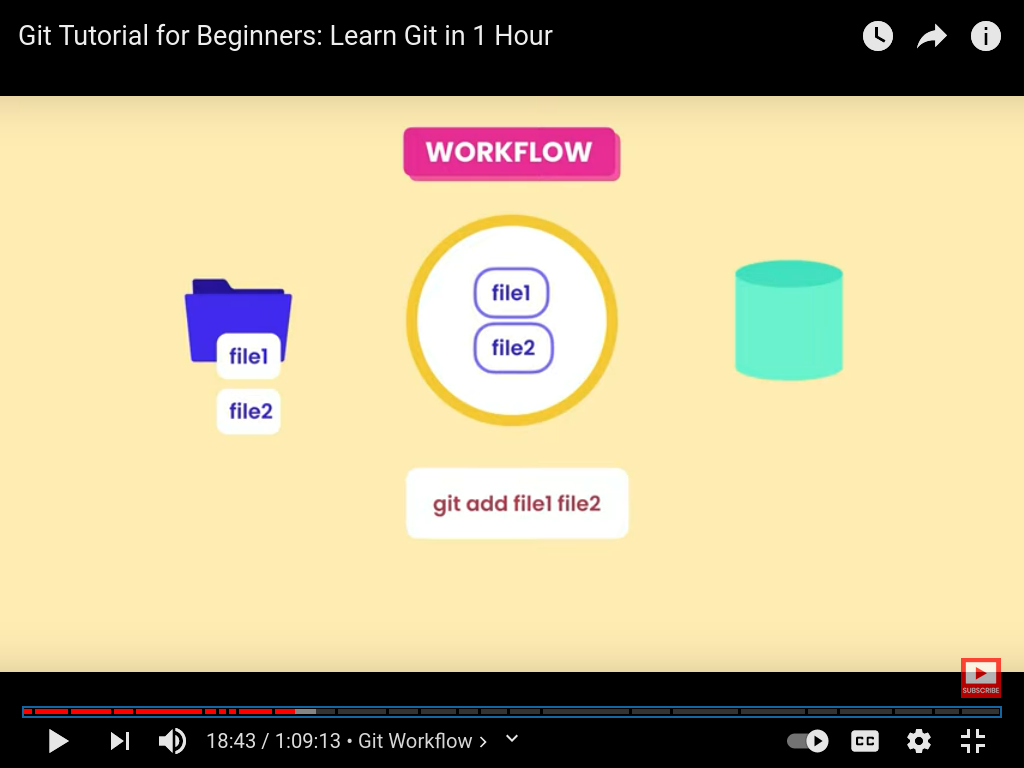 Git Tutorial for Beginners: Learn Git in 1 Hour
WORKFLOW
file1
file2
file1
file2
git add file1 file2
SUBSCRIBE
18:43 / 1:09:13 • Git Workflow ›
CC